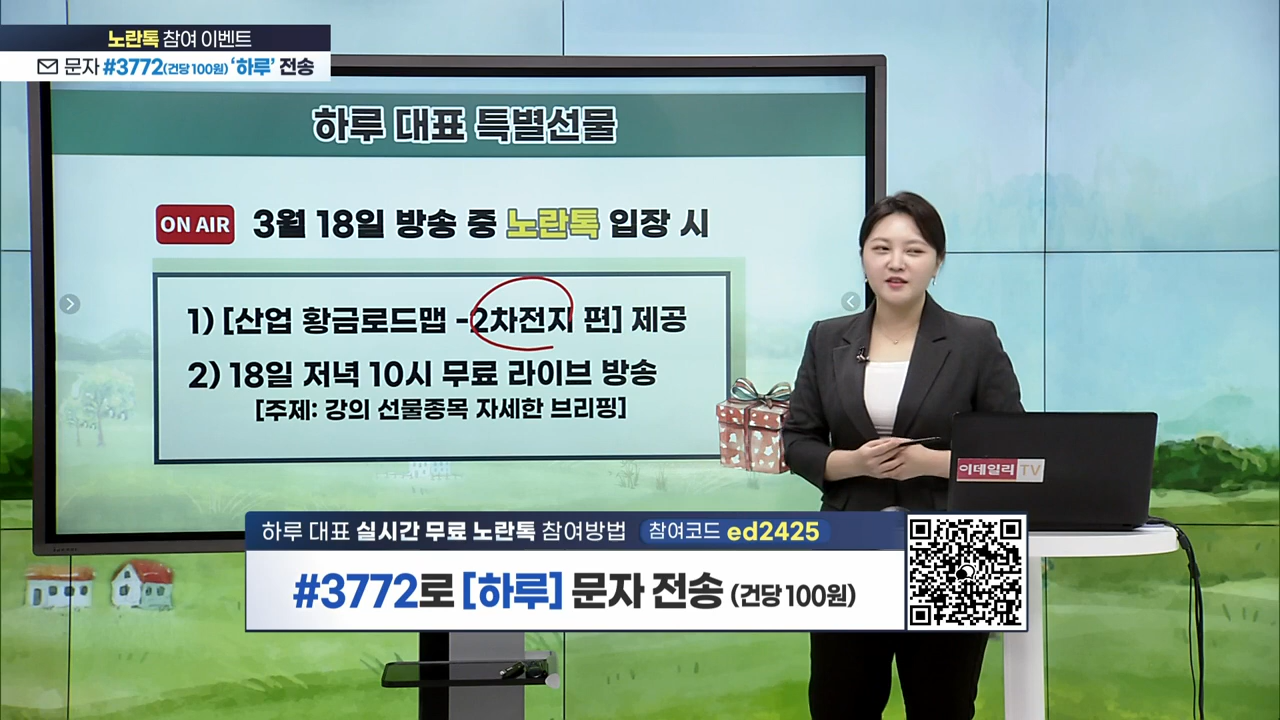 노란톡 참여 이벤트
문자 #3772(건당 100원) ‘하루’ 전송
하루 대표 특별선물
ON AIR 3월 18일 방송 중 노란톡 입장 시
1) [산업 황금로드맵 -2차전지 편] 제공
2) 18일 저녁 10시 무료 라이브 방송
[주제: 강의 선물종목 자세한 브리핑]
이데일리TV
하루 대표 실시간 무료 노란톡 참여방법 참여코드 ed2425
#3772로 [하루] 문자 전송 (건당 100원)